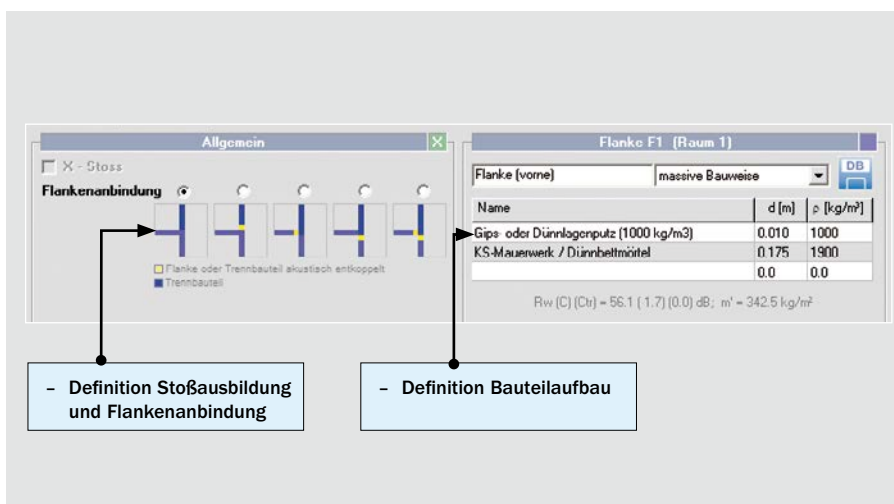 Allgemein
X
X - Stoss
Flankenanbindung
Flanke oder Trennbauteil akustisch entkoppelt
Trennbauteil
Flanke F1 (Raum 1)
Flanke (vorne) massive Bauweise DB
Name d [m] ρ [kg/m³]
Gips- oder Dünnlagenputz (1000 kg/m3) 0.010 1000
KS-Mauerwerk / Dünnbettmörtel 0.175 1900
0.0 0.0
Rw (C) (Ctr) = 56.1 ( 1.7) (0.0) dB; m' = 342.5 kg/m²
– Definition Stoßausbildung
und Flankenanbindung
– Definition Bauteilaufbau